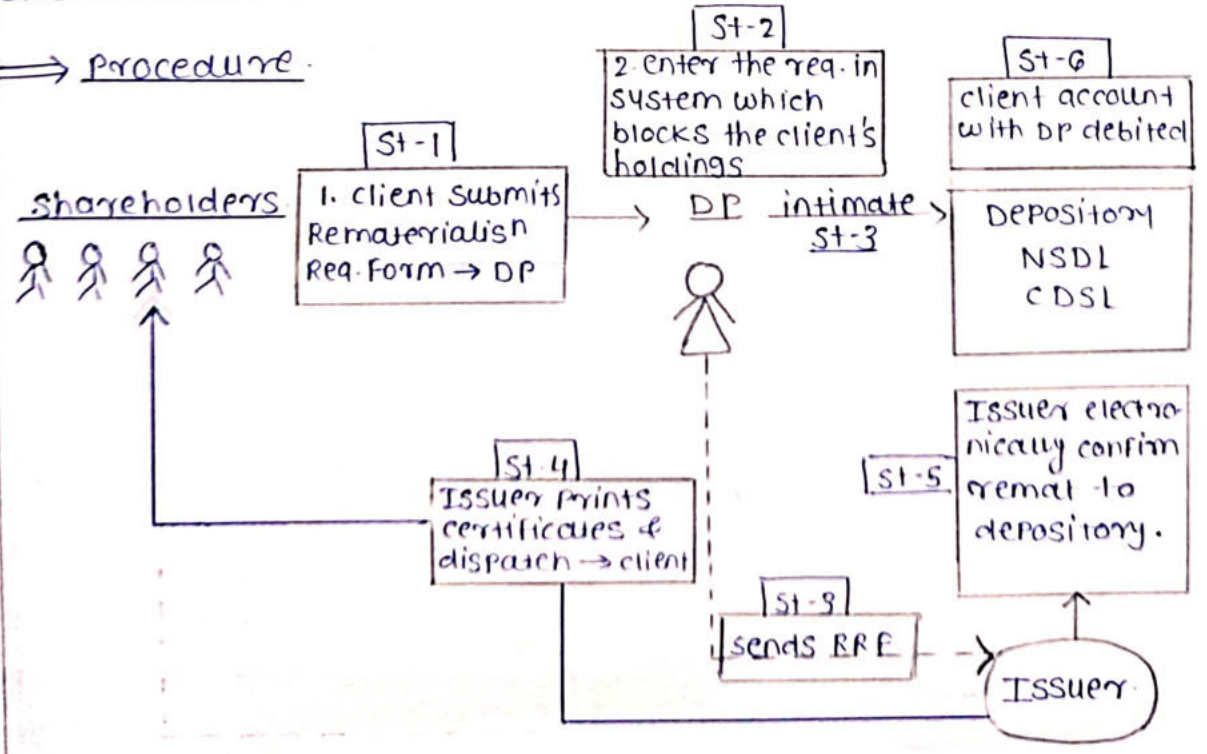 Procedure.
St-1
Shareholders
1. Client submits
Rematerialisn
Req. Form → DP
St-2
2. enter the req. in
system which
blocks the client's
holdings
DP intimate
St-3
St-6
client account
with DP debited
Depository
NSDL
CDSL
St-4
Issuer prints
certificates &
dispatch → client
St-3
sends RRF
St-5
Issuer electro-
nically confirm
remat to
depository.
Issuer.